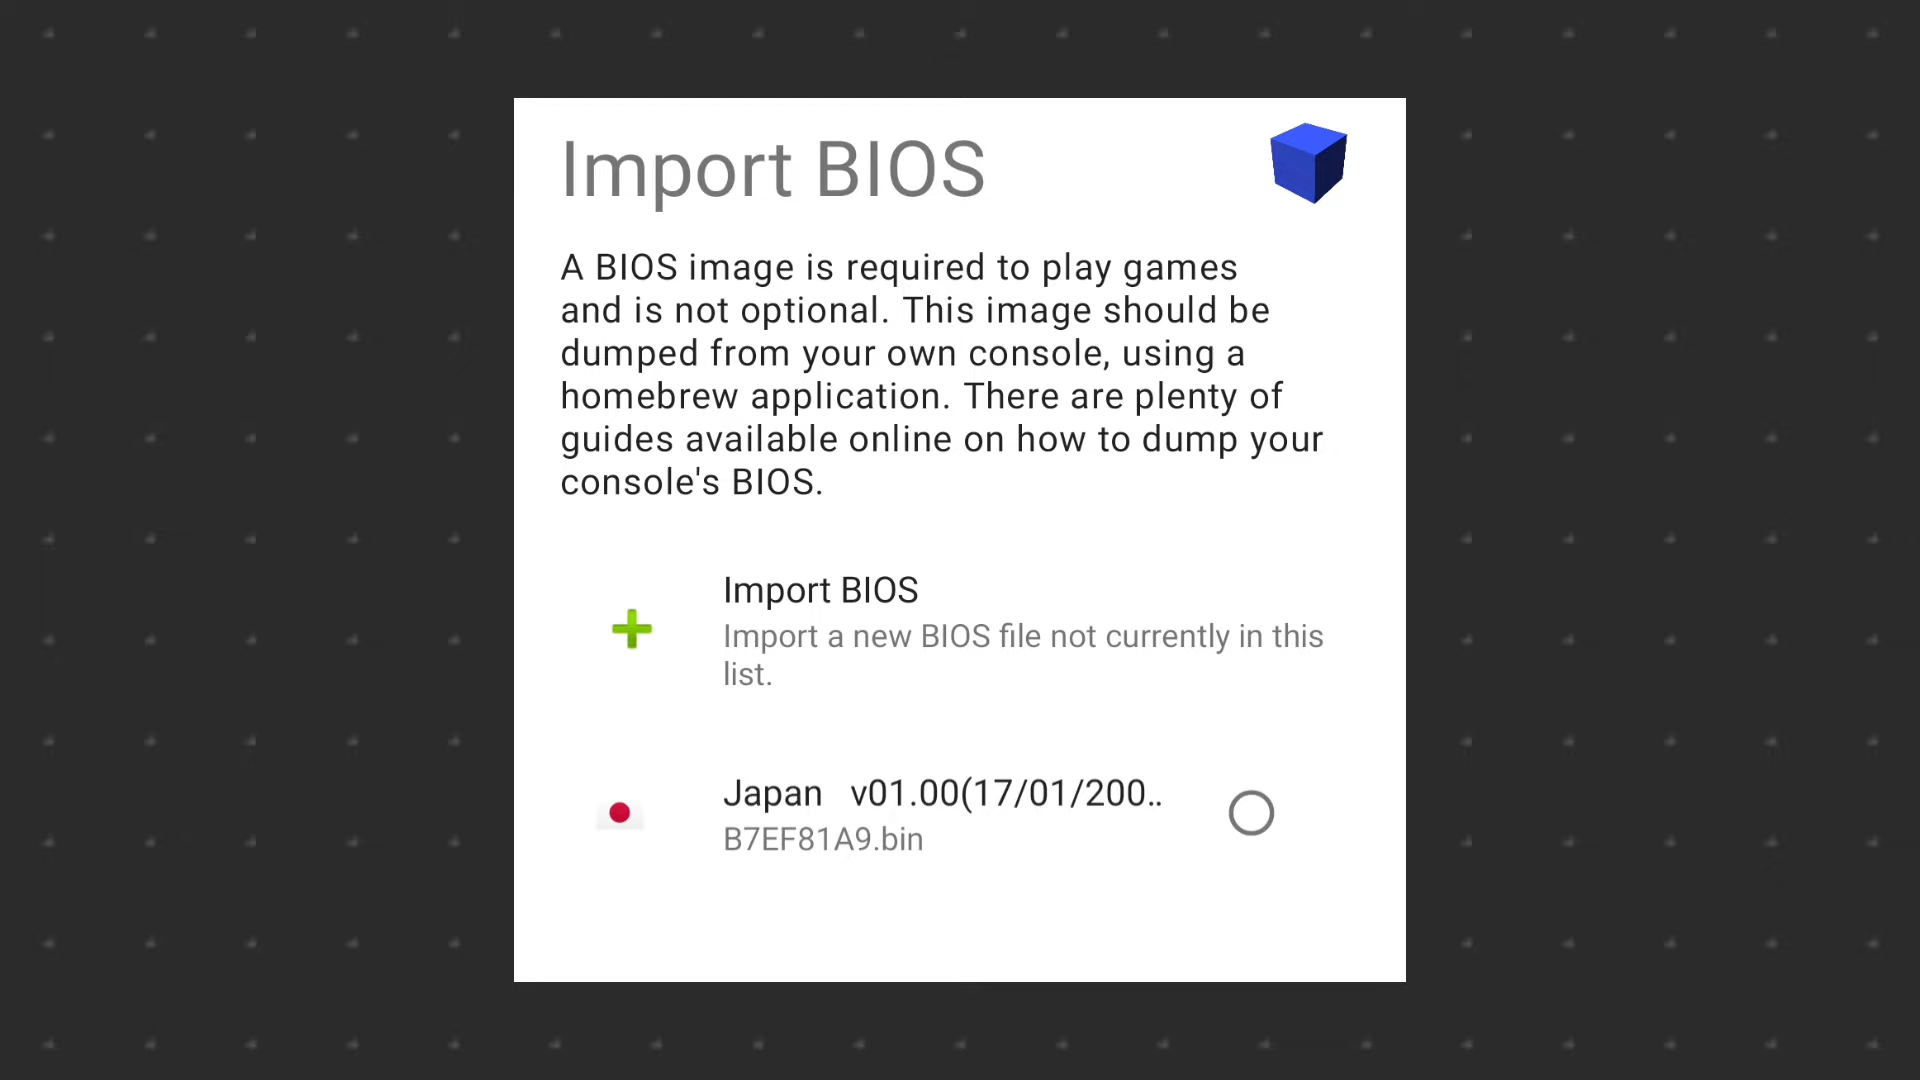 Import BIOS
A BIOS image is required to play games
and is not optional. This image should be
dumped from your own console, using a
homebrew application. There are plenty of
guides available online on how to dump your
console's BIOS.
Import BIOS
Import a new BIOS file not currently in this
list.
Japan v01.00(17/01/200..
B7EF81A9.bin